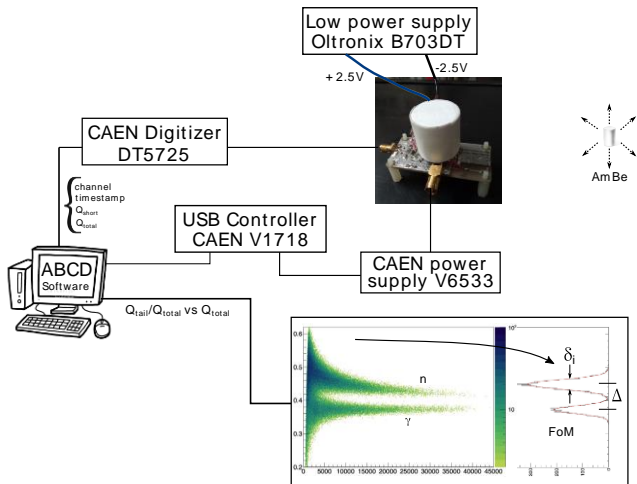 Low power supply
Oltronix B703DT
+2.5V
-2.5V
CAEN Digitizer
DT5725
AmBe
channel
timestamp
Qshort
Qtotal
USB Controller
CAEN V1718
CAEN power
supply V6533
ABCD
Software
Qtail/Qtotal vs Qtotal
0.6
0.5
0.4
0.3
0.2
0 5000 10000 15000 20000 25000 30000 35000 40000 45000
n
γ
10
δi
Δ
FoM